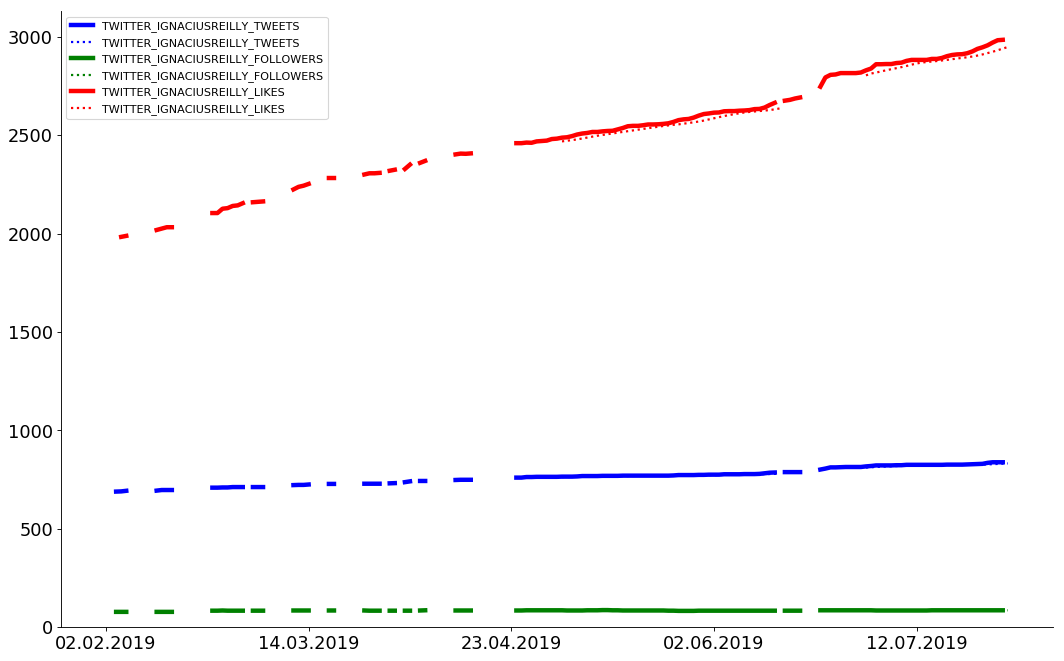 3000
2500
2000
1500
1000
500
0
TWITTER_IGNACIUSREILLY_TWEETS
TWITTER_IGNACIUSREILLY_TWEETS
TWITTER_IGNACIUSREILLY_FOLLOWERS
TWITTER_IGNACIUSREILLY_FOLLOWERS
TWITTER_IGNACIUSREILLY_LIKES
TWITTER_IGNACIUSREILLY_LIKES
02.02.2019 14.03.2019 23.04.2019 02.06.2019 12.07.2019